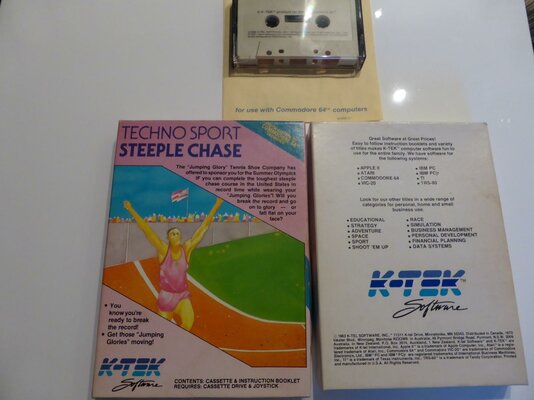 for use with Commodore 64™ computers
TECHNO SPORT
STEEPLE CHASE
The "Jumping Glory" Tennis Shoe Company has
offered to sponsor you for the Summer Olympics
IF you can complete the toughest steeple
chase course in the United States in
record time while wearing your
"Jumping Glories"! Will you
break the record and go
on to glory — or
fall flat on your
face?
• You
know you're
ready to break
the record!
• Get those "Jumping
Glories" moving!
K-TEK
Software
CONTENTS: CASSETTE & INSTRUCTION BOOKLET
REQUIRES: CASSETTE DRIVE & JOYSTICK
Great Software at Great Prices!
Easy to follow instruction booklets and variety
of titles makes K-TEK™ computer software fun to
use for the entire family. We have software for
the following systems:
• APPLE II
• ATARI
• COMMODORE 64
• VIC-20
• IBM PC
• IBM PCjr
• TI
• TRS-80
Look for our other titles in a wide range of
categories for personal, home and small
business use.
• EDUCATIONAL
• STRATEGY
• ADVENTURE
• SPACE
• SPORT
• SHOOT 'EM UP
• RACE
• SIMULATION
• BUSINESS MANAGEMENT
• PERSONAL DEVELOPMENT
• FINANCIAL PLANNING
• DATA SYSTEMS
K-TEK™
Software